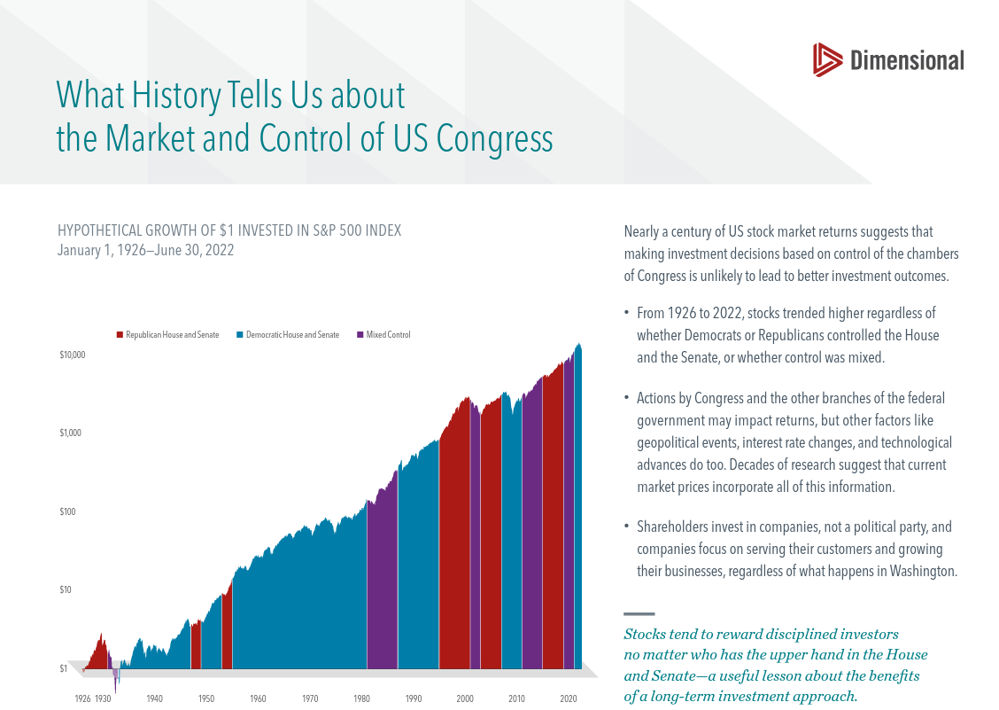 Dimensional
What History Tells Us about
the Market and Control of US Congress
HYPOTHETICAL GROWTH OF $1 INVESTED IN S&P 500 INDEX
January 1, 1926–June 30, 2022
Republican House and Senate Democratic House and Senate Mixed Control
$10,000
$1,000
$100
$10
$1
1926 1930 1940 1950 1960 1970 1980 1990 2000 2010 2020
Nearly a century of US stock market returns suggests that
making investment decisions based on control of the chambers
of Congress is unlikely to lead to better investment outcomes.
• From 1926 to 2022, stocks trended higher regardless of
whether Democrats or Republicans controlled the House
and the Senate, or whether control was mixed.
• Actions by Congress and the other branches of the federal
government may impact returns, but other factors like
geopolitical events, interest rate changes, and technological
advances do too. Decades of research suggest that current
market prices incorporate all of this information.
• Shareholders invest in companies, not a political party, and
companies focus on serving their customers and growing
their businesses, regardless of what happens in Washington.
Stocks tend to reward disciplined investors
no matter who has the upper hand in the House
and Senate—a useful lesson about the benefits
of a long-term investment approach.